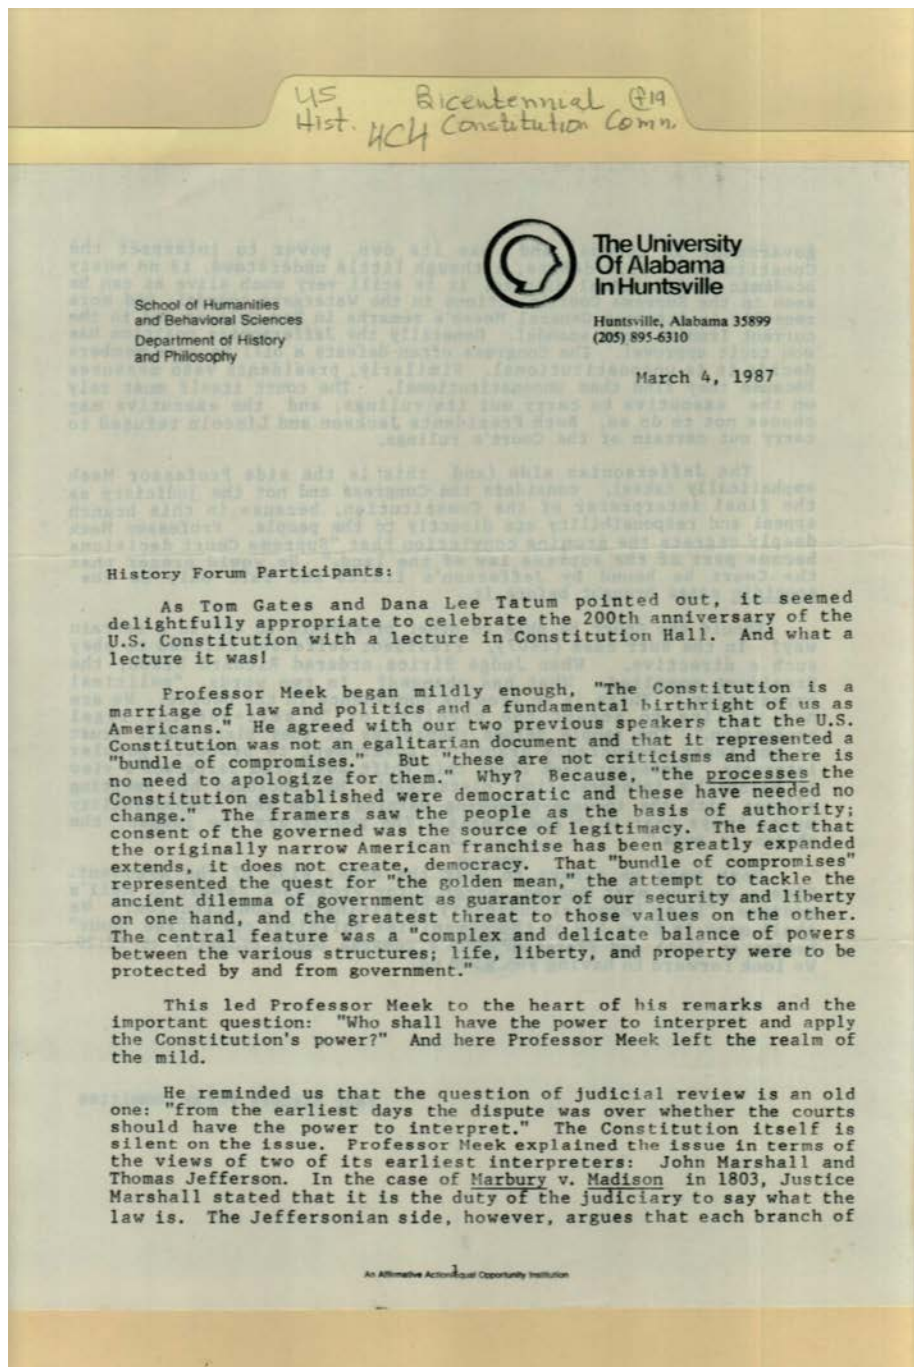 US Bicentennial
Hist. 4C4 Constitution Comn.
The University
Of Alabama
In Huntsville
School of Humanities
and Behavioral Sciences
Department of History
and Philosophy
Huntsville, Alabama 35899
(205) 895-6310
March 4, 1987
History Forum Participants:
As Tom Gates and Dana Lee Tatum pointed out, it seemed
delightfully appropriate to celebrate the 200th anniversary of the
U.S. Constitution with a lecture in Constitution Hall. And what a
lecture it was!
Professor Meek began mildly enough, "The Constitution is a
marriage of law and politics and a fundamental birthright of us as
Americans." He agreed with our two previous speakers that the U.S.
Constitution was not an egalitarian document and that it represented a
"bundle of compromises." But "these are not criticisms and there is
no need to apologize for them." Why? Because, "the processes the
Constitution established were democratic and these have needed no
change." The framers saw the people as the basis of authority;
consent of the governed was the source of legitimacy. The fact that
the originally narrow American franchise has been greatly expanded
extends, it does not create, democracy. That "bundle of compromises"
represented the quest for "the golden mean," the attempt to tackle the
ancient dilemma of government as guarantor of our security and liberty
on one hand, and the greatest threat to those values on the other.
The central feature was a "complex and delicate balance of powers
between the various structures; life, liberty, and property were to be
protected by and from government."
This led Professor Meek to the heart of his remarks and the
important question: "Who shall have the power to interpret and apply
the Constitution's power?" And here Professor Meek left the realm of
the mild.
He reminded us that the question of judicial review is an old
one: "from the earliest days the dispute was over whether the courts
should have the power to interpret." The Constitution itself is
silent on the issue. Professor Meek explained the issue in terms of
the views of two of its earliest interpreters: John Marshall and
Thomas Jefferson. In the case of Marbury v. Madison in 1803, Justice
Marshall stated that it is the duty of the judiciary to say what the
law is. The Jeffersonian side, however, argues that each branch of
1
An Affirmative Action/Equal Opportunity Institution